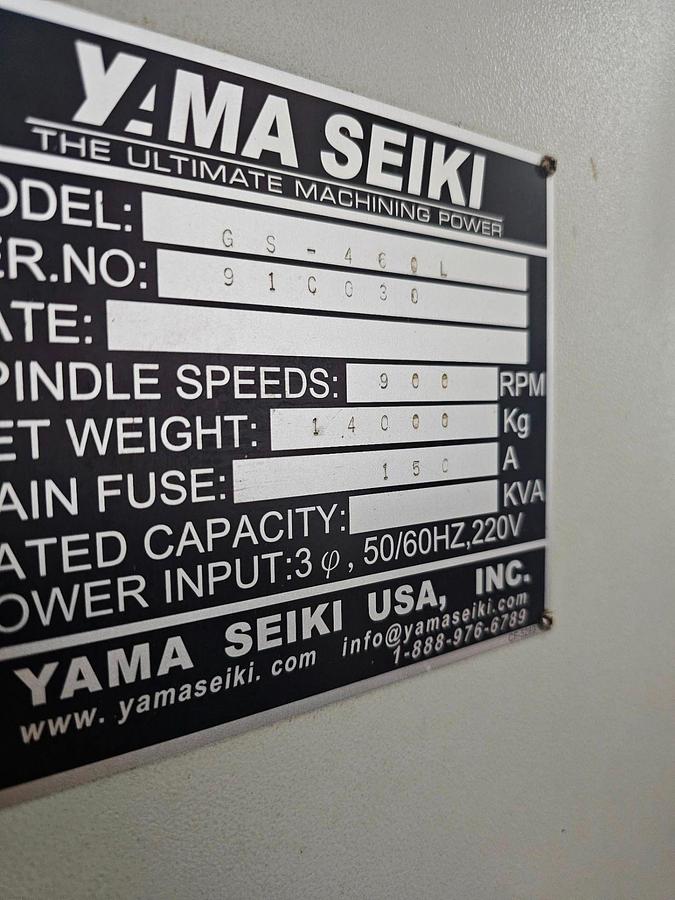 YAMA SEIKI
THE ULTIMATE MACHINING POWER
ODEL: GS-460L
ER.NO: 91C030
ATE:
PINDLE SPEEDS: 900 RPM
ET WEIGHT: 14000 Kg
AIN FUSE: 150 A
ATED CAPACITY: KVA
OWER INPUT:3φ, 50/60HZ,220V
YAMA SEIKI USA, INC.
www. yamaseiki. com info@yamaseiki.com
1-888-976-6789